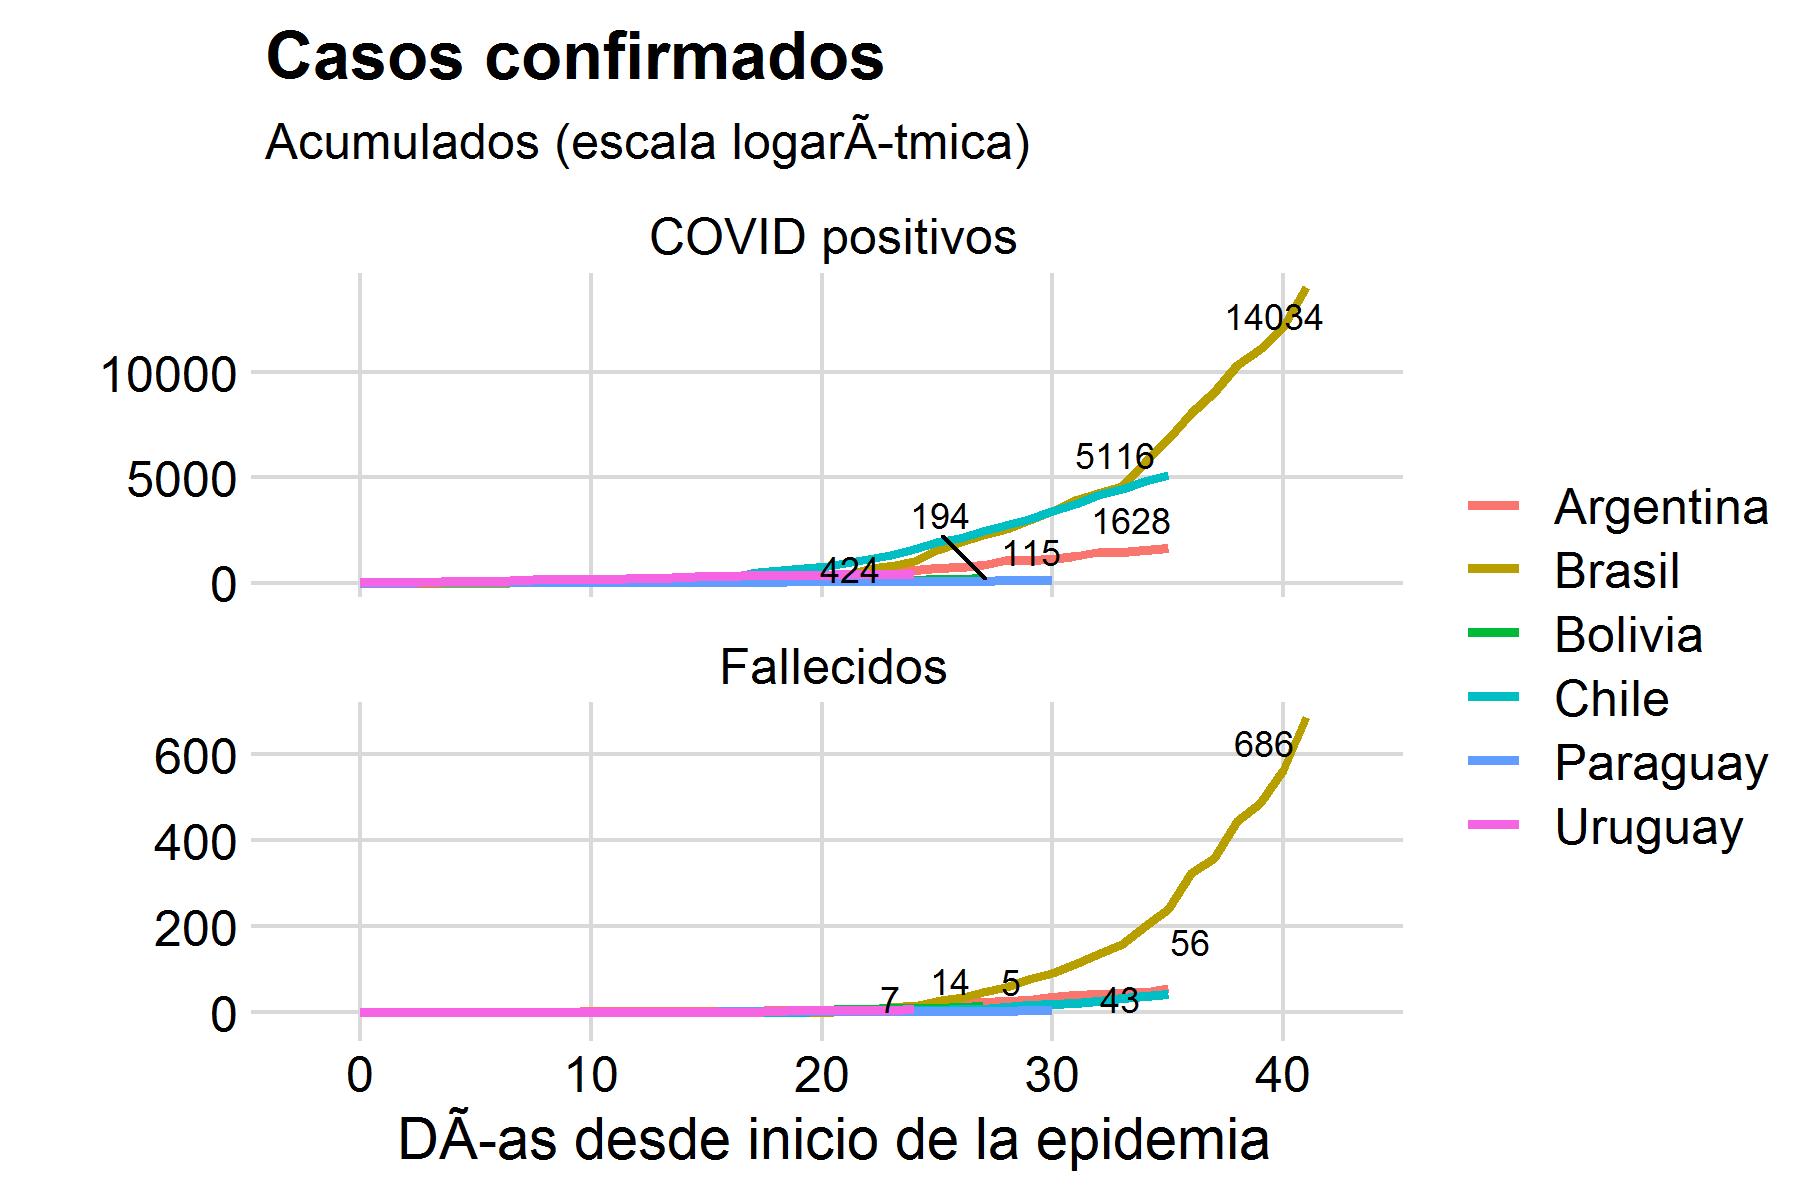 Casos confirmados
Acumulados (escala logarÃ-tmica)
COVID positivos
14034
10000
5116
5000
194
1628
115
424
0
Fallecidos
686
600
400
200
56
14
5
7
43
0
0 10 20 30 40
DÃ-as desde inicio de la epidemia
Argentina
Brasil
Bolivia
Chile
Paraguay
Uruguay